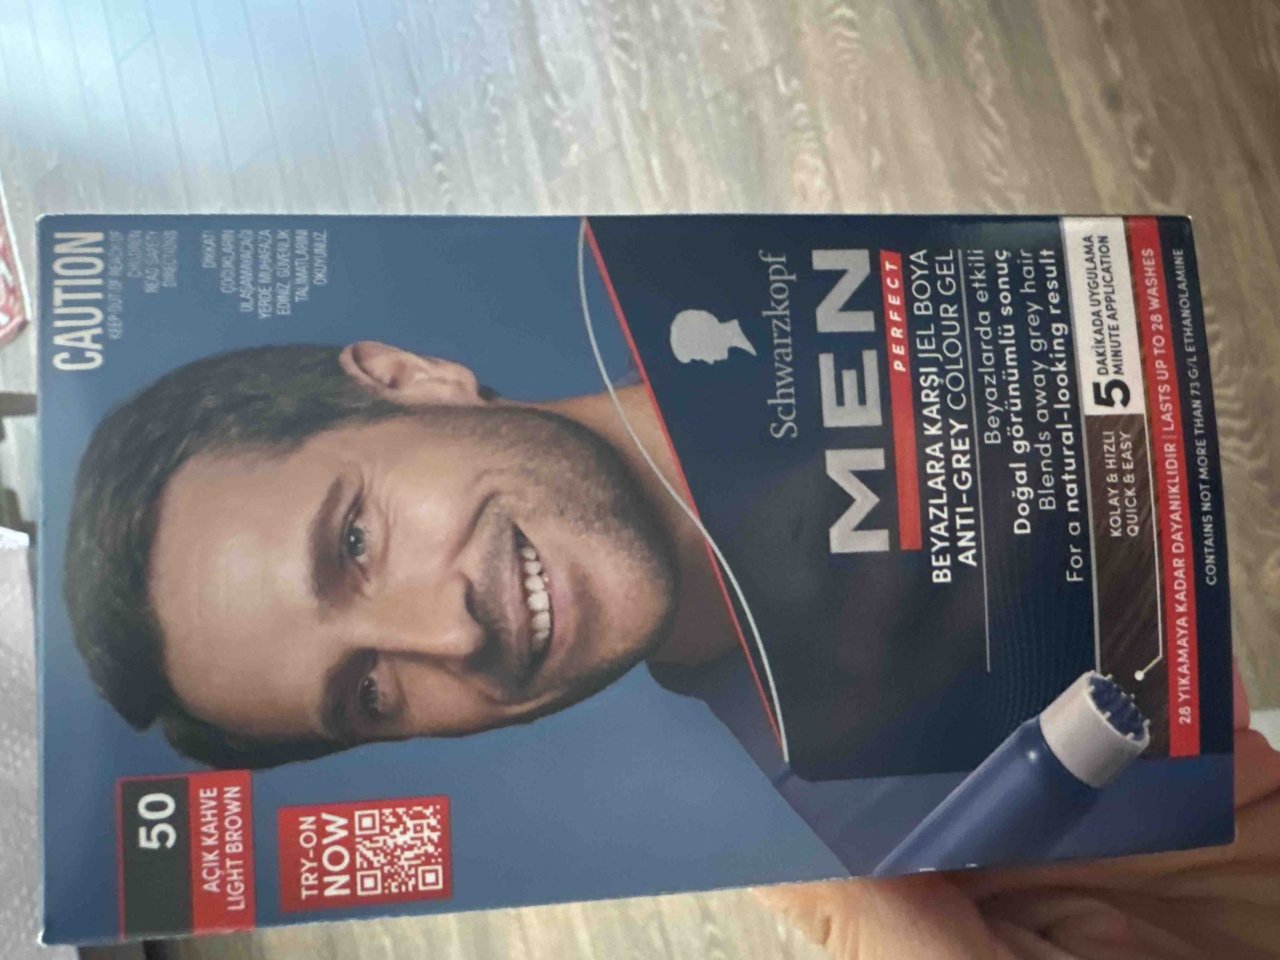 CAUTION
KEEP OUT OF REACH OF
CHILDREN
READ SAFETY
DIRECTIONS
DİKKAT!
ÇOCUKLARIN
ULAŞAMAYACAĞI
YERDE MUHAFAZA
EDİNİZ. GÜVENLİK
TALİMATLARINI
OKUYUNUZ.
50
AÇIK KAHVE
LIGHT BROWN
TRY-ON
NOW
Schwarzkopf
MEN
PERFECT
BEYAZLARA KARŞI JEL BOYA
ANTI-GREY COLOUR GEL
Beyazlarda etkili
Doğal görünümlü sonuç
Blends away grey hair
For a natural-looking result
KOLAY & HIZLI
QUICK & EASY
5 DAKİKADA UYGULAMA
MINUTE APPLICATION
28 YIKAMAYA KADAR DAYANIKLIDIR | LASTS UP TO 28 WASHES
CONTAINS NOT MORE THAN 73 G/L ETHANOLAMINE